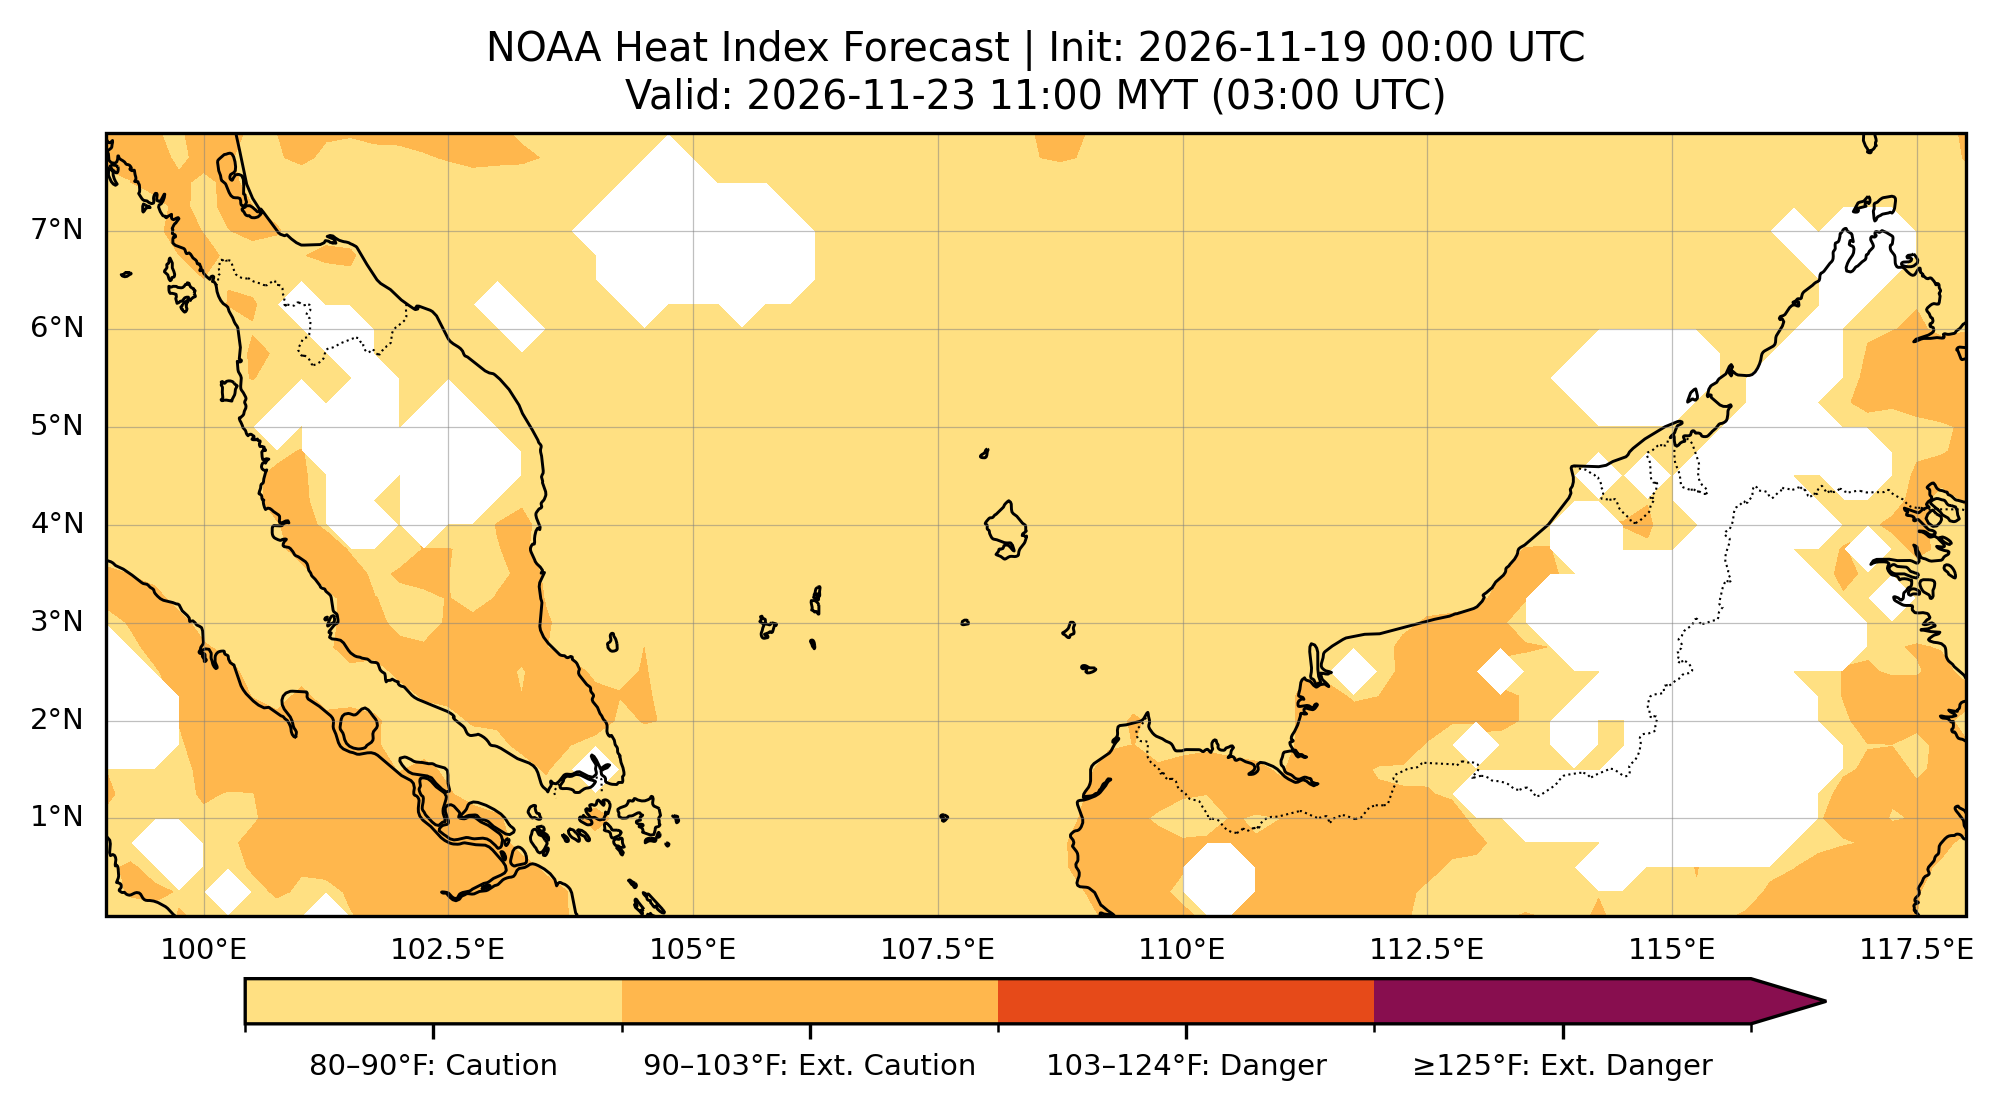 NOAA Heat Index Forecast | Init: 2026-11-19 00:00 UTC
Valid: 2026-11-23 11:00 MYT (03:00 UTC)
7°N
6°N
5°N
4°N
3°N
2°N
1°N
100°E 102.5°E 105°E 107.5°E 110°E 112.5°E 115°E 117.5°E
80–90°F: Caution 90–103°F: Ext. Caution 103–124°F: Danger ≥125°F: Ext. Danger